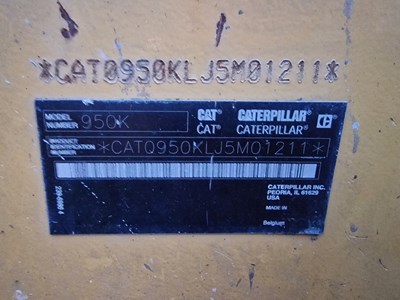 *CAT0950KLJ5M01211*
MODEL NUMBER 950K CAT CATERPILLAR
CAT CATERPILLAR
PRODUCT IDENTIFICATION NUMBER *CAT0950KLJ5M01211*
CATERPILLAR INC.
PEORIA, IL 61629
USA
MADE IN
Belgium